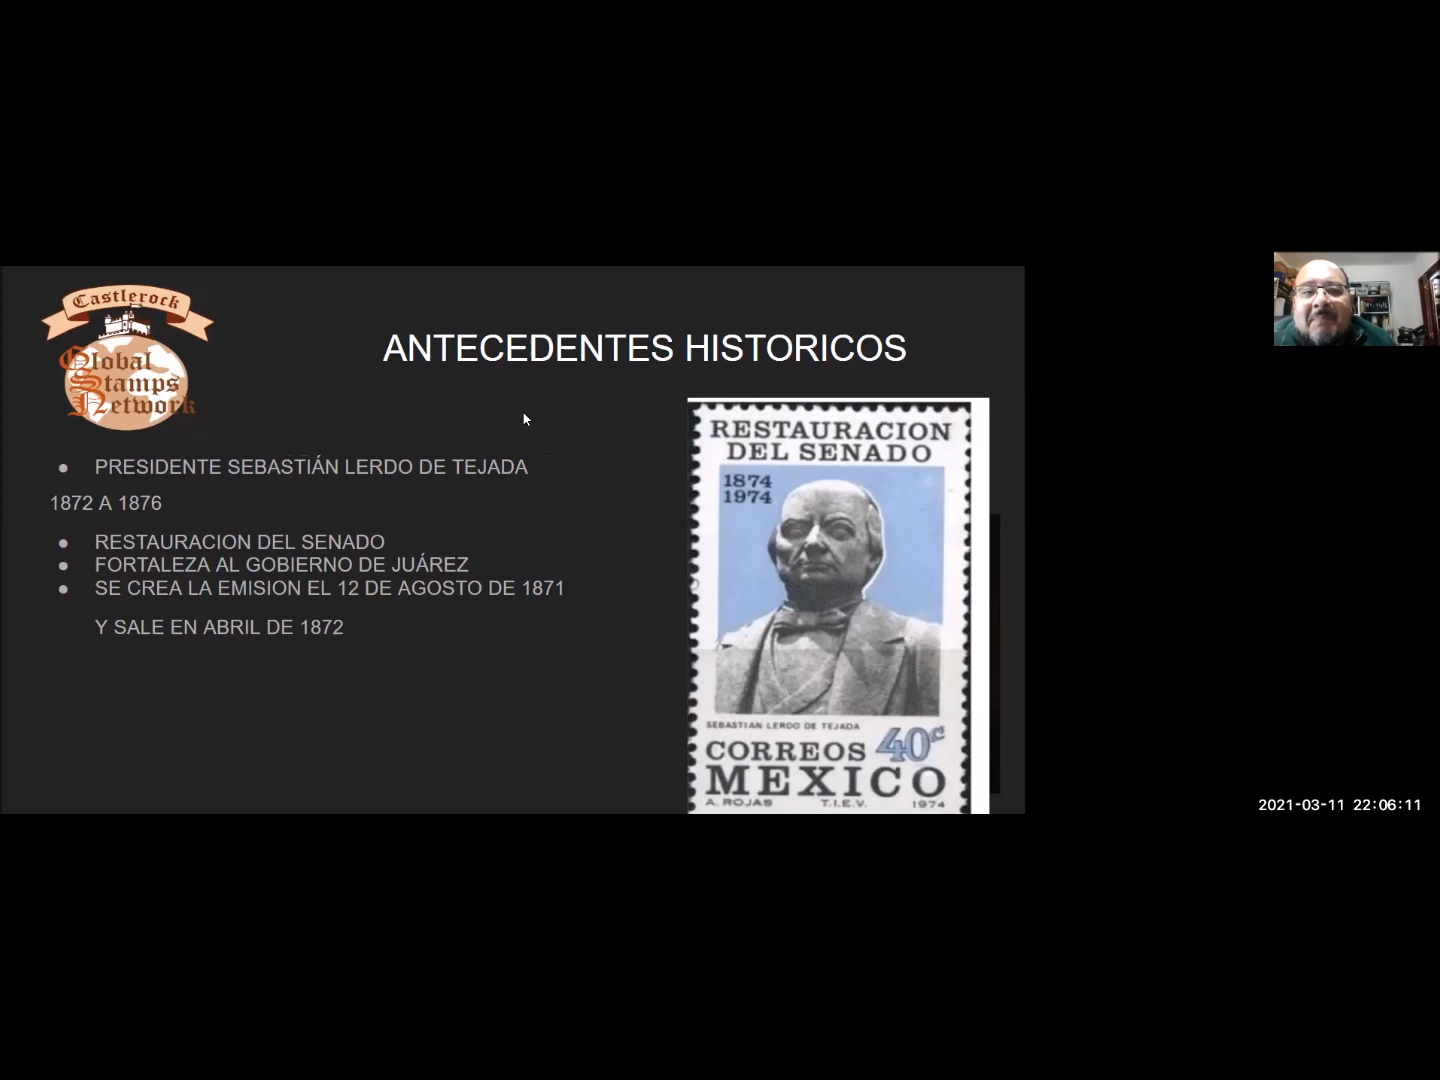 Castlerock
Global
Stamps
Network
ANTECEDENTES HISTORICOS
● PRESIDENTE SEBASTIÁN LERDO DE TEJADA
1872 A 1876
● RESTAURACION DEL SENADO
● FORTALEZA AL GOBIERNO DE JUÁREZ
● SE CREA LA EMISION EL 12 DE AGOSTO DE 1871
Y SALE EN ABRIL DE 1872
RESTAURACION
DEL SENADO
1874
1974
SEBASTIAN LERDO DE TEJADA
CORREOS 40c
MEXICO
A. ROJAS T.I.E.V. 1974
2021-03-11 22:06:11